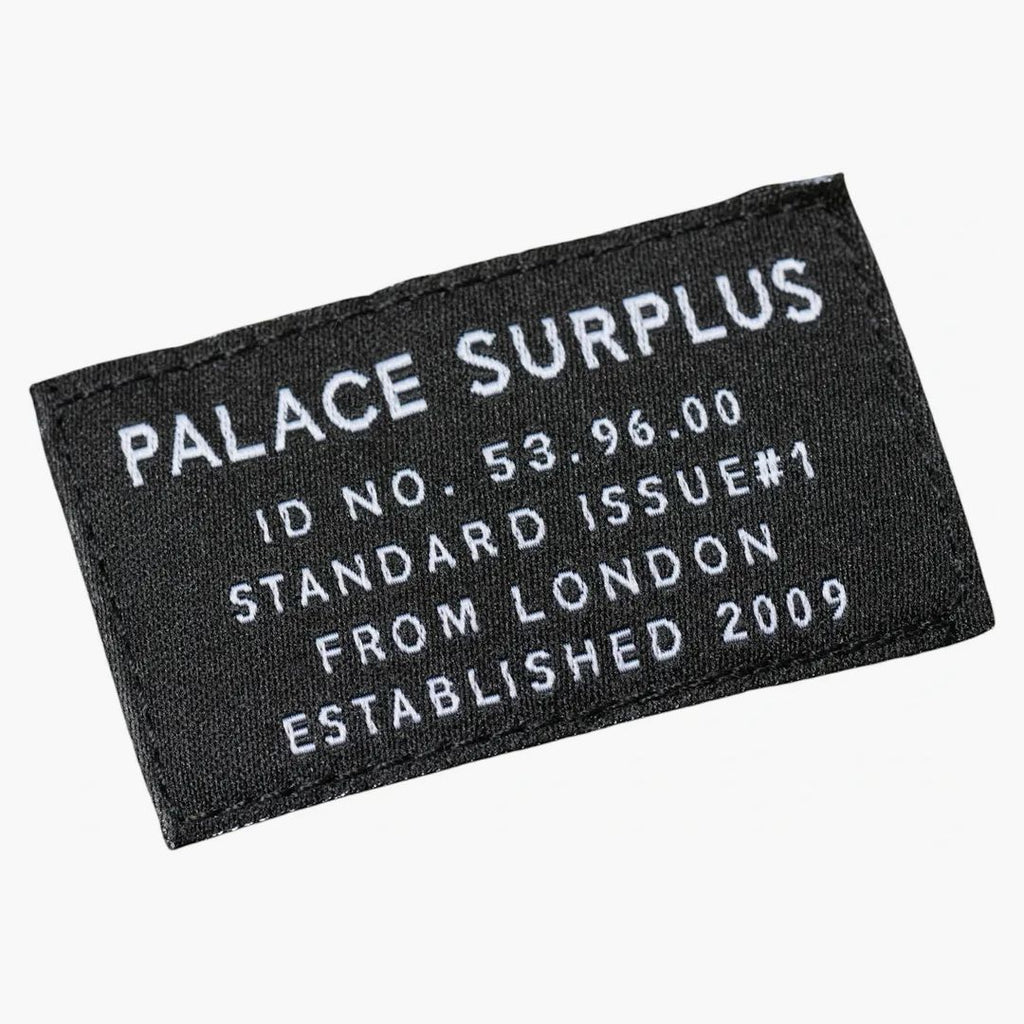 PALACE SURPLUS
ID NO. 53.96.00
STANDARD ISSUE#1
FROM LONDON
ESTABLISHED 2009